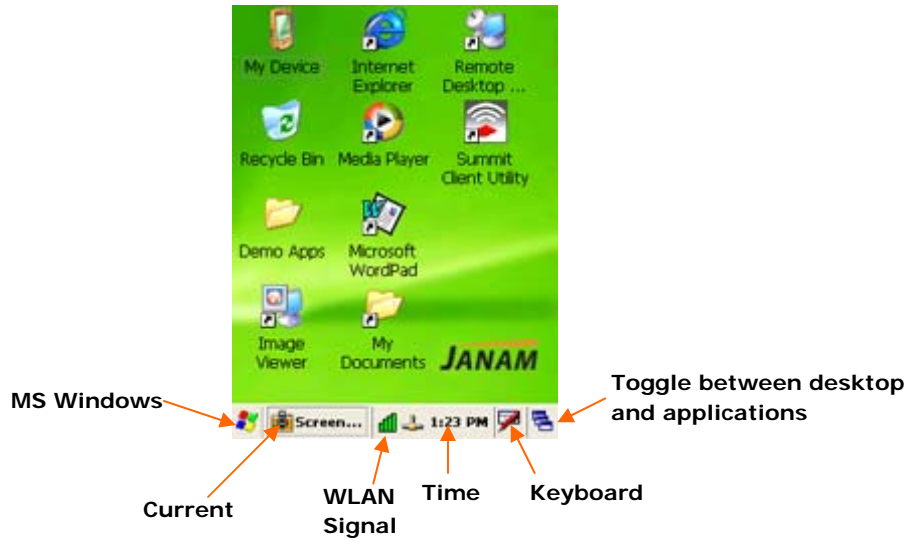 My Device
Internet
Explorer
Remote
Desktop ...
Recycle Bin
Media Player
Summit
Client Utility
Demo Apps
Microsoft
WordPad
Image
Viewer
My
Documents
JANAM
MS Windows
Screen...
1:23 PM
Toggle between desktop
and applications
Current
WLAN
Signal
Time
Keyboard